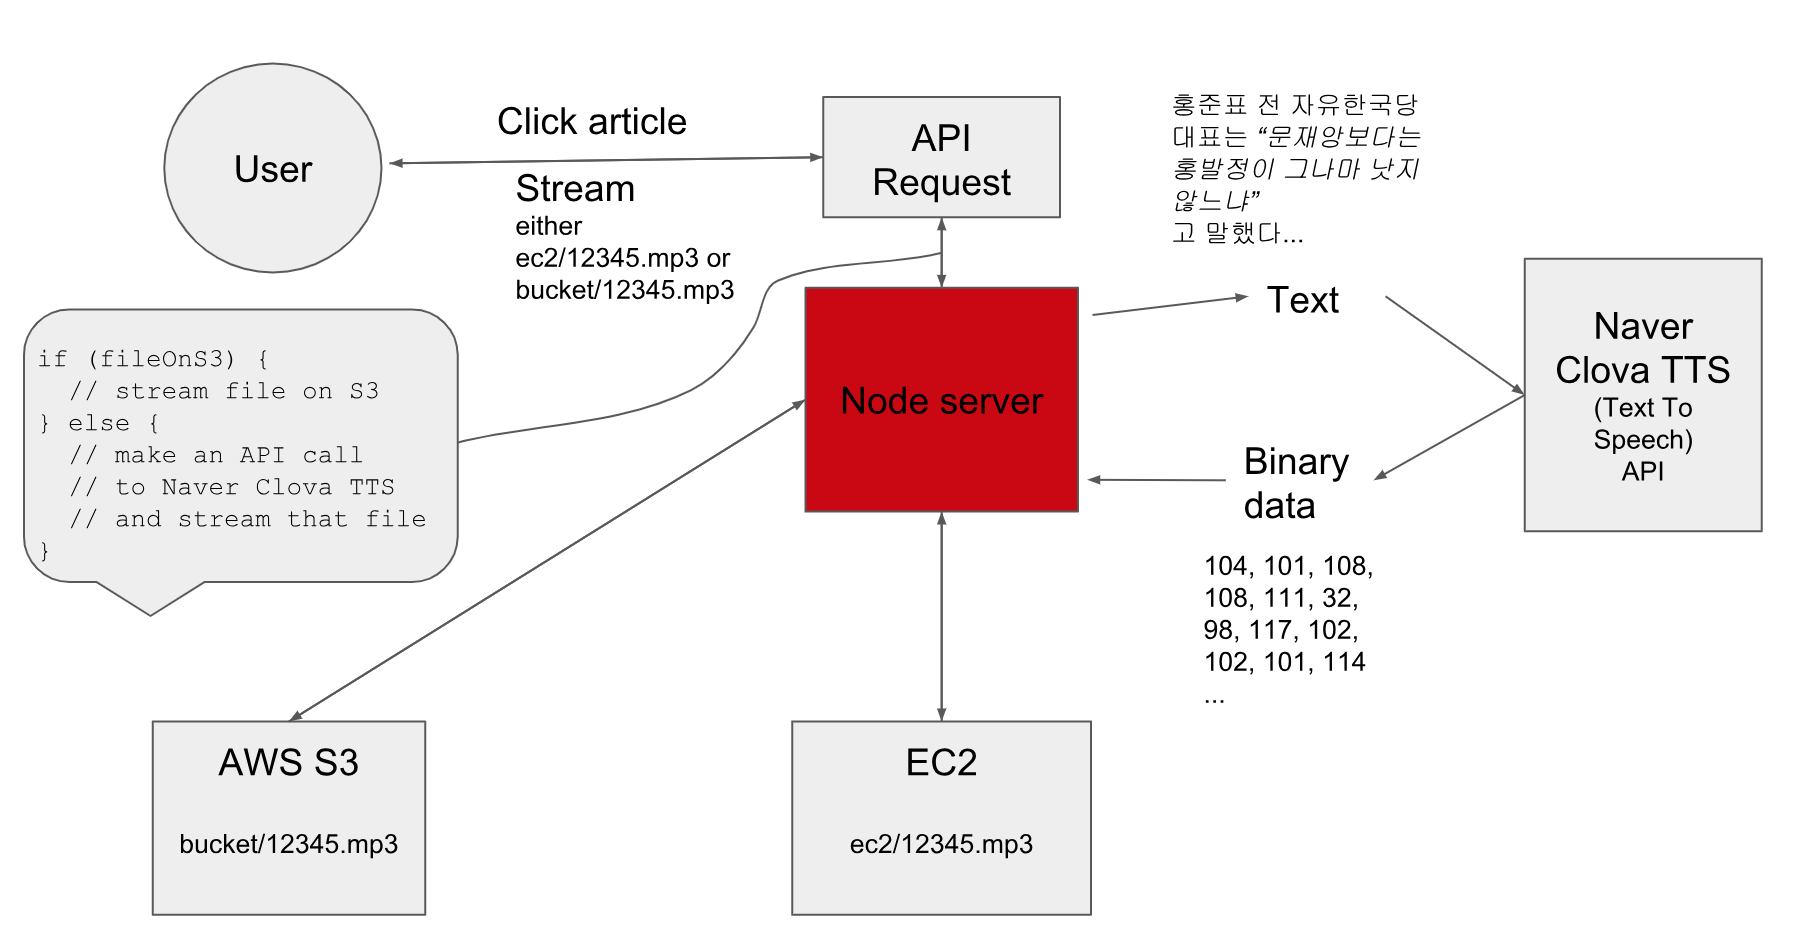 User
Click article
Stream
either
ec2/12345.mp3 or
bucket/12345.mp3
API
Request
홍준표 전 자유한국당
대표는 “문재앙보다는
홍발정이 그나마 낫지
않느냐”
고 말했다...
Text
Naver
Clova TTS
(Text To
Speech)
API
if (fileOnS3) {
  // stream file on S3
} else {
  // make an API call
  // to Naver Clova TTS
  // and stream that file
}
Node server
Binary
data
104, 101, 108,
108, 111, 32,
98, 117, 102,
102, 101, 114
...
AWS S3
bucket/12345.mp3
EC2
ec2/12345.mp3